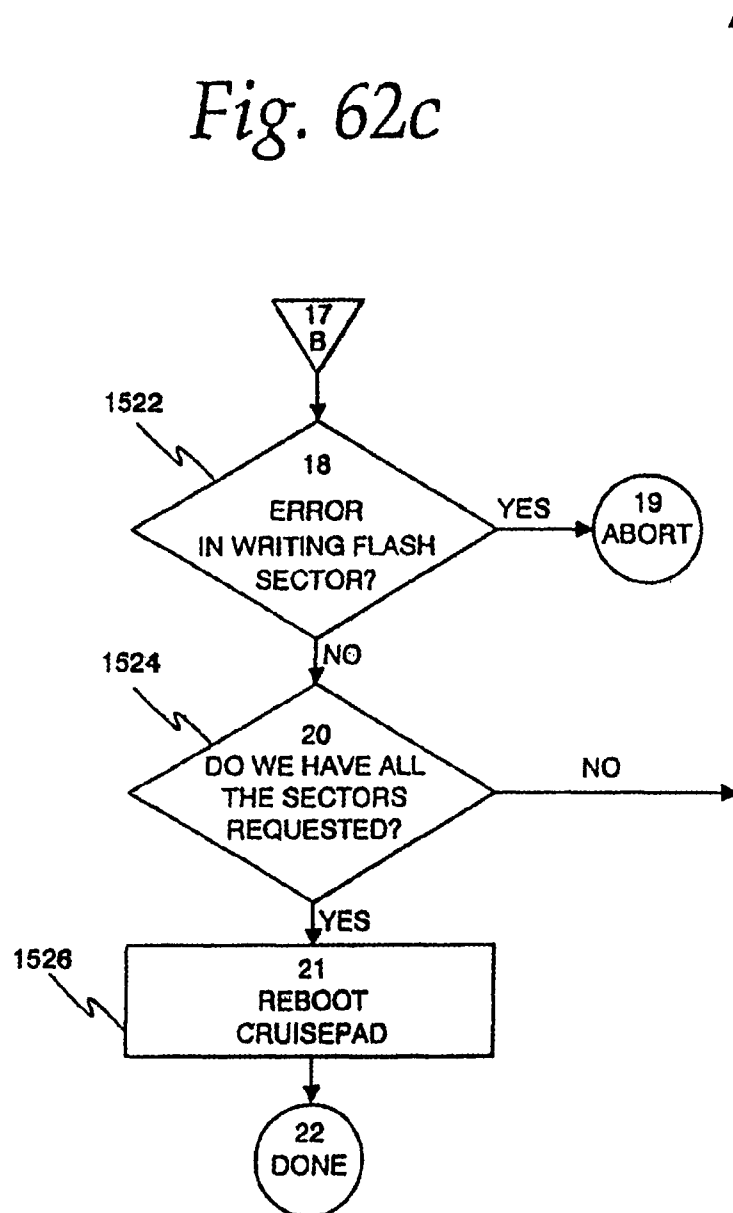 Fig. 62c
17
B
1522
18
ERROR
IN WRITING FLASH
SECTOR?
YES
19
ABORT
NO
1524
20
DO WE HAVE ALL
THE SECTORS
REQUESTED?
NO
YES
1526
21
REBOOT
CRUISEPAD
22
DONE